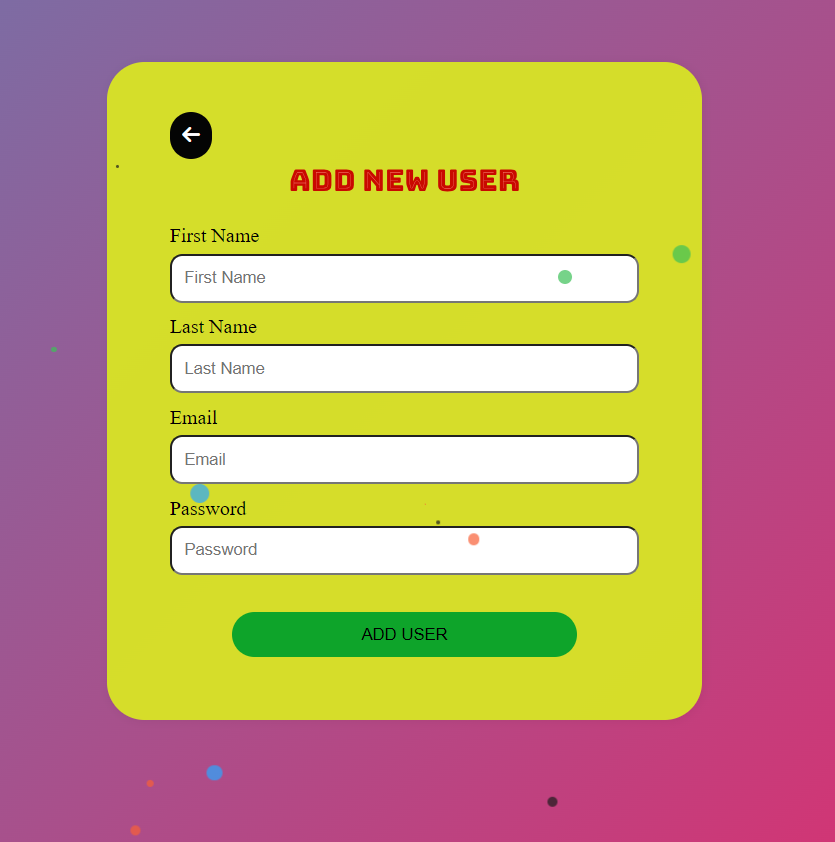 ADD NEW USER
First Name
First Name
Last Name
Last Name
Email
Email
Password
Password
ADD USER